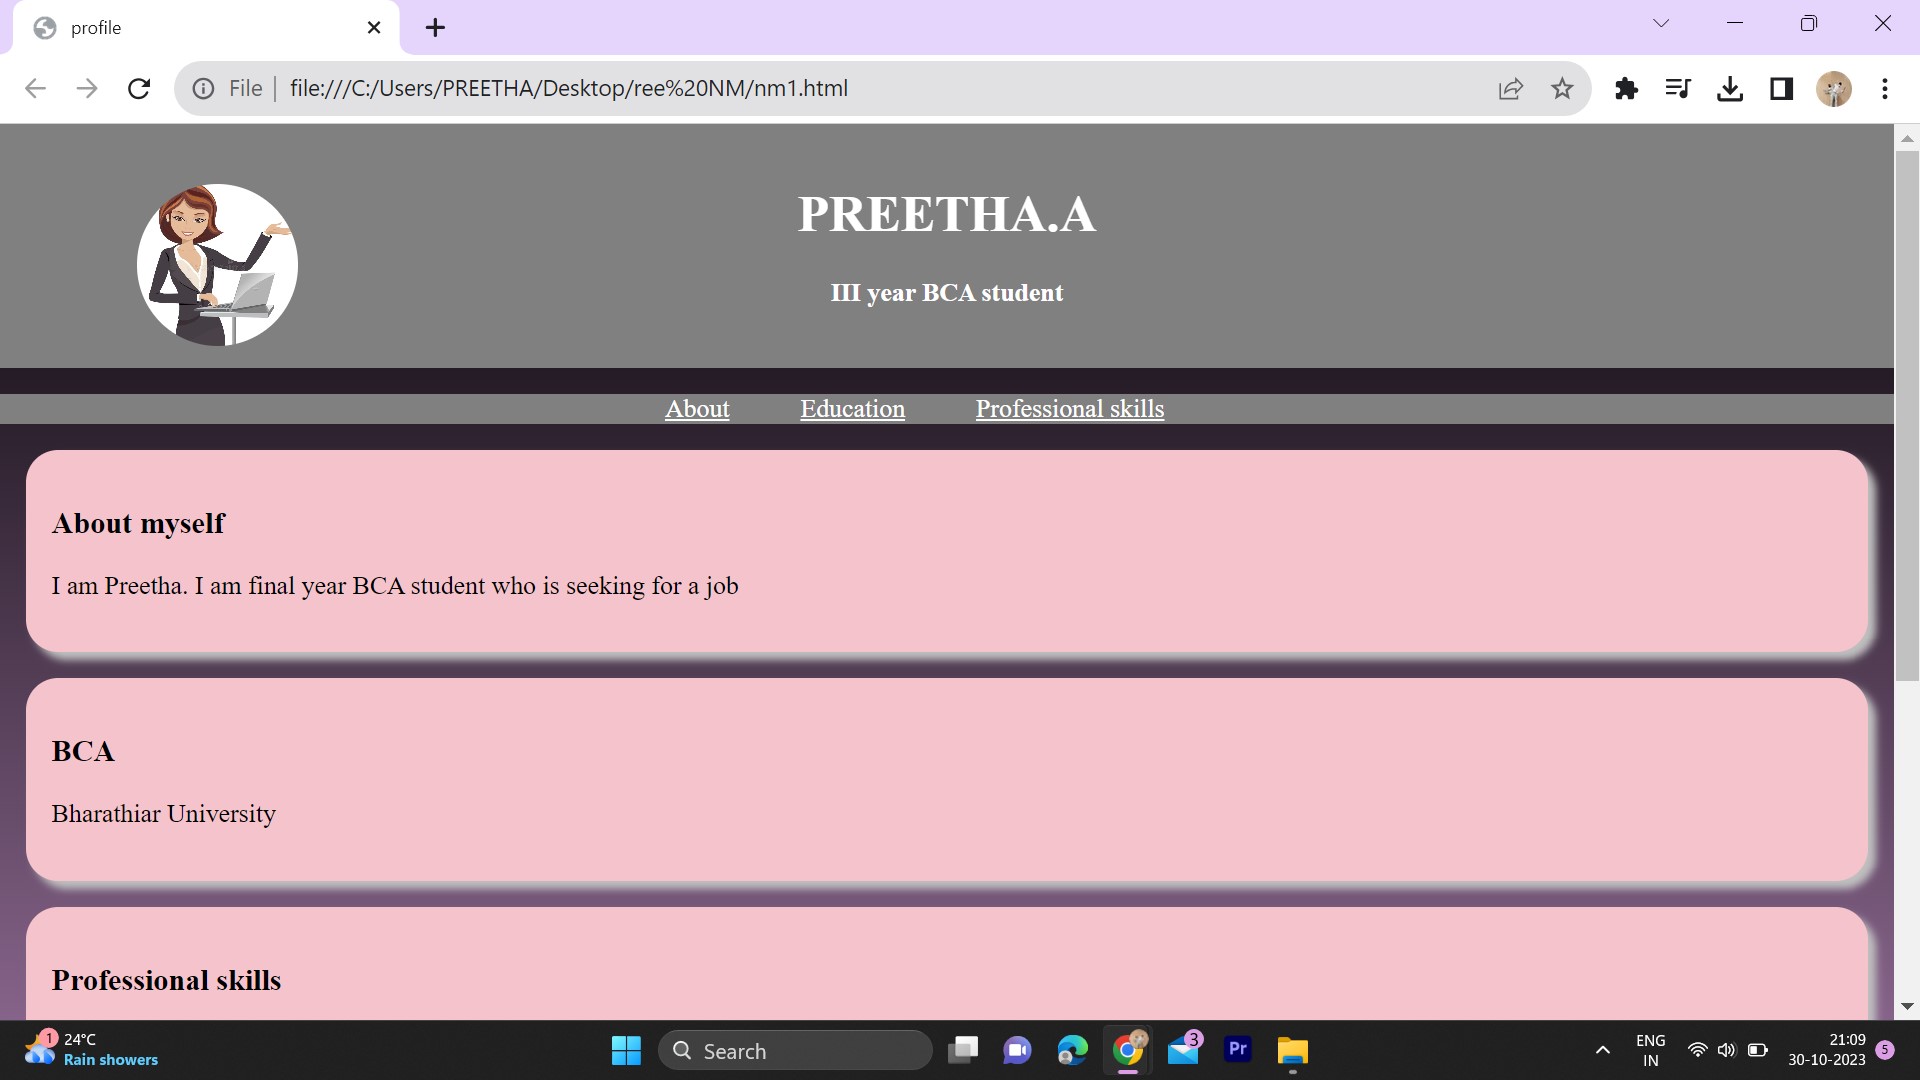 profile
File
file:///C:/Users/PREETHA/Desktop/ree%20NM/nm1.html
PREETHA.A
III year BCA student
About Education Professional skills
About myself
I am Preetha. I am final year BCA student who is seeking for a job
BCA
Bharathiar University
Professional skills
1
24°C
Rain showers
Search
3
Pr
ENG
IN
21:09
30-10-2023
5